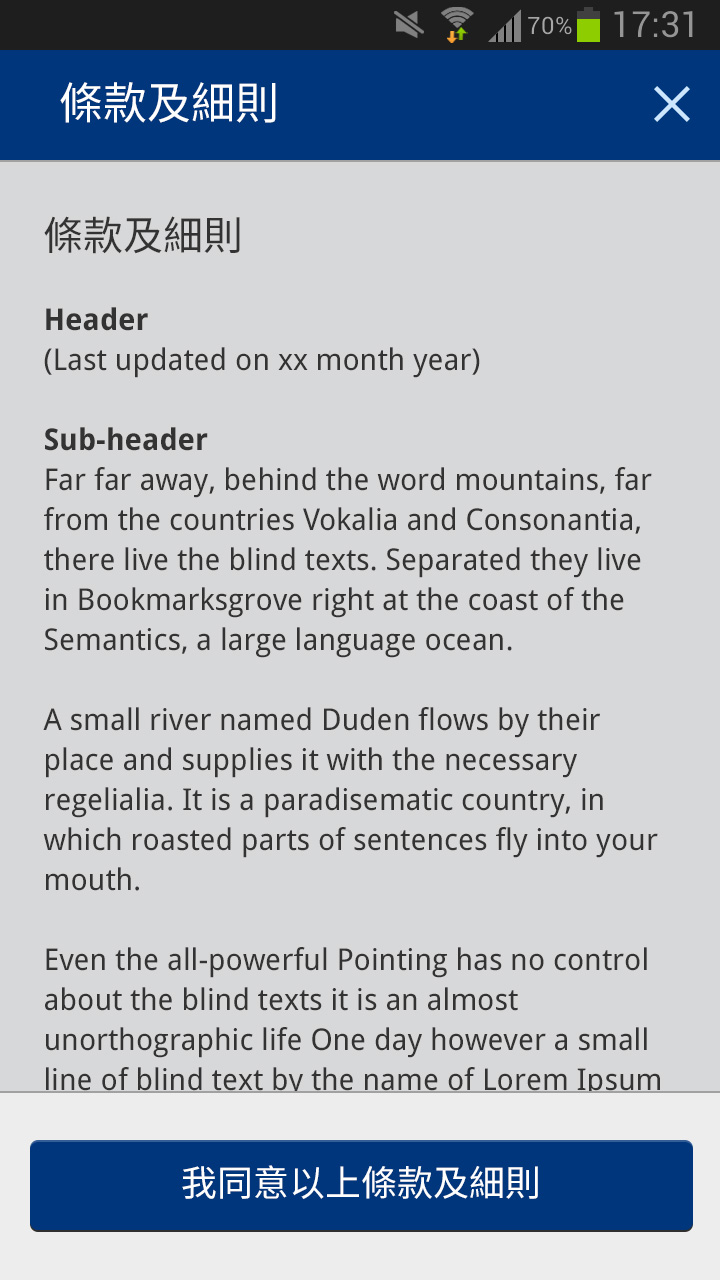 70% 17:31
條款及細則
條款及細則
Header
(Last updated on xx month year)
Sub-header
Far far away, behind the word mountains, far
from the countries Vokalia and Consonantia,
there live the blind texts. Separated they live
in Bookmarksgrove right at the coast of the
Semantics, a large language ocean.
A small river named Duden flows by their
place and supplies it with the necessary
regelialia. It is a paradisematic country, in
which roasted parts of sentences fly into your
mouth.
Even the all-powerful Pointing has no control
about the blind texts it is an almost
unorthographic life One day however a small
line of blind text by the name of Lorem Ipsum
我同意以上條款及細則